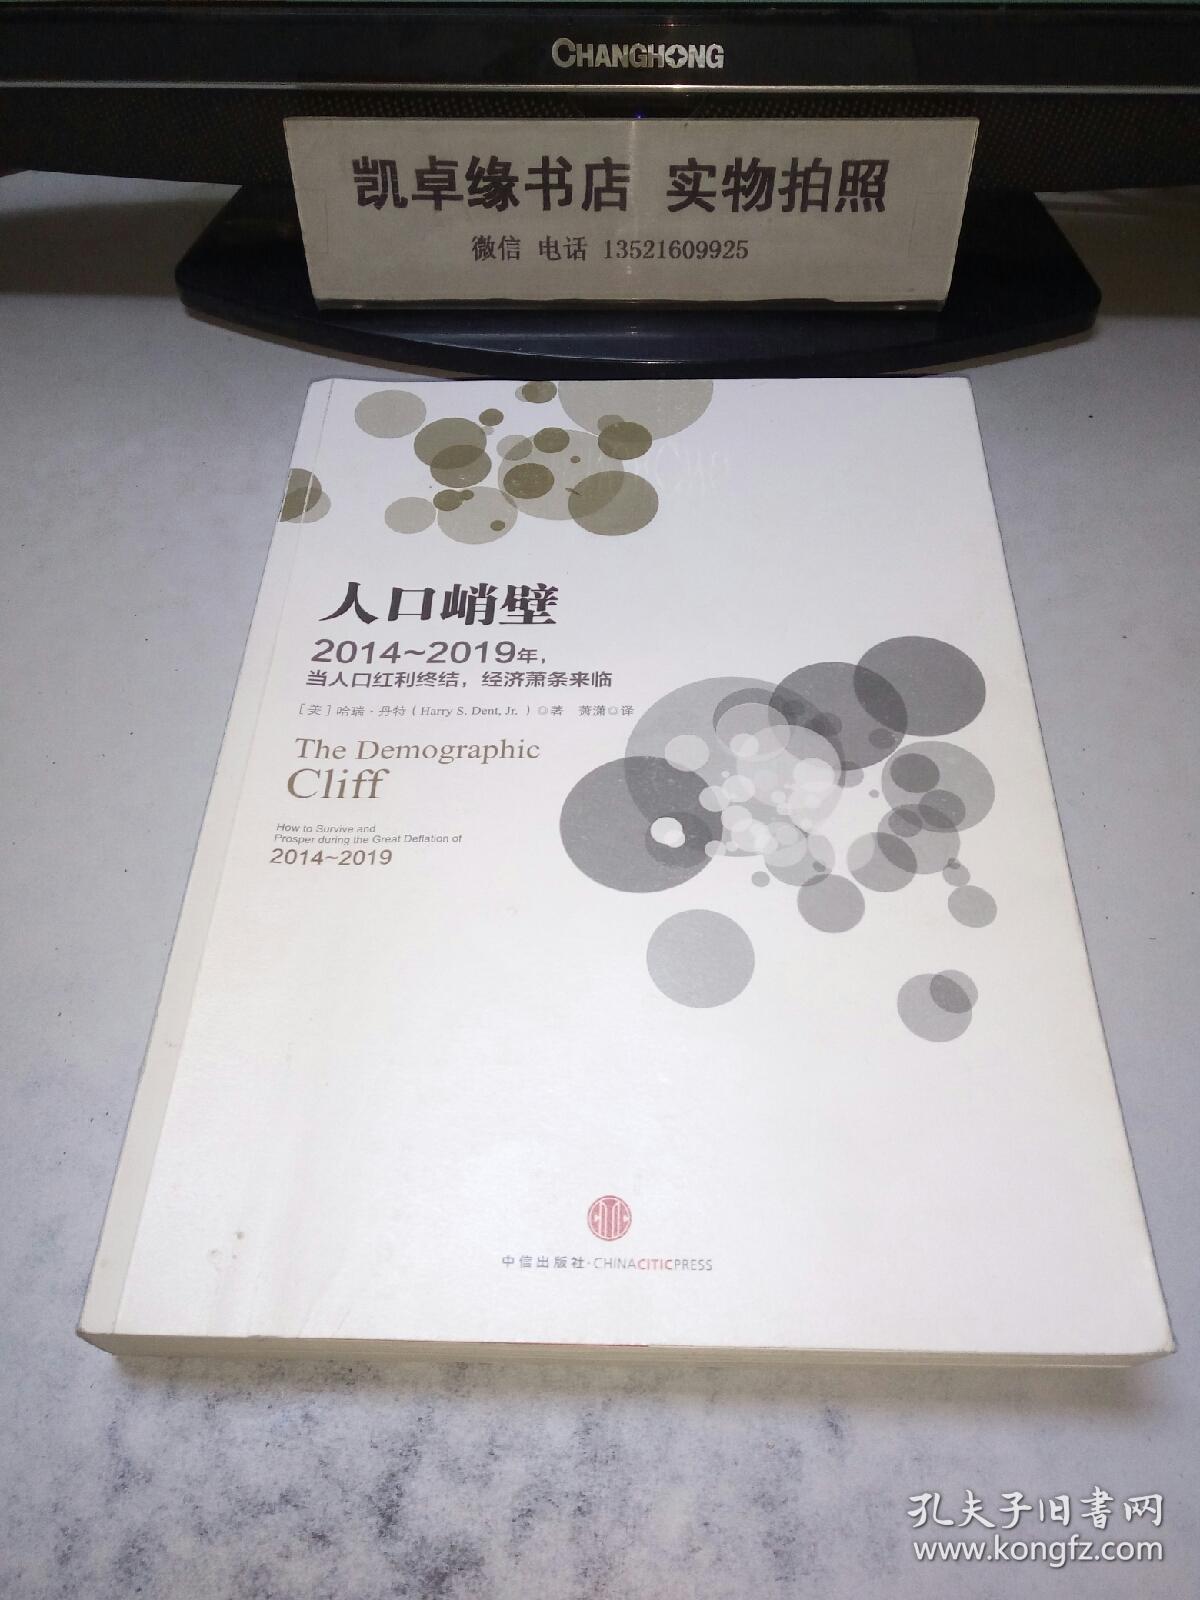 CHANGHONG
凯卓缘书店 实物拍照
微信 电话 13521609925
人口峭壁
2014~2019年，
当人口红利终结，经济萧条来临
［美］哈瑞·丹特（Harry S. Dent, Jr.）◎著 萧潇◎译
The Demographic
Cliff
How to Survive and
Prosper during the Great Deflation of
2014~2019
中信出版社·CHINACITICPRESS
孔夫子旧书网
www.kongfz.com